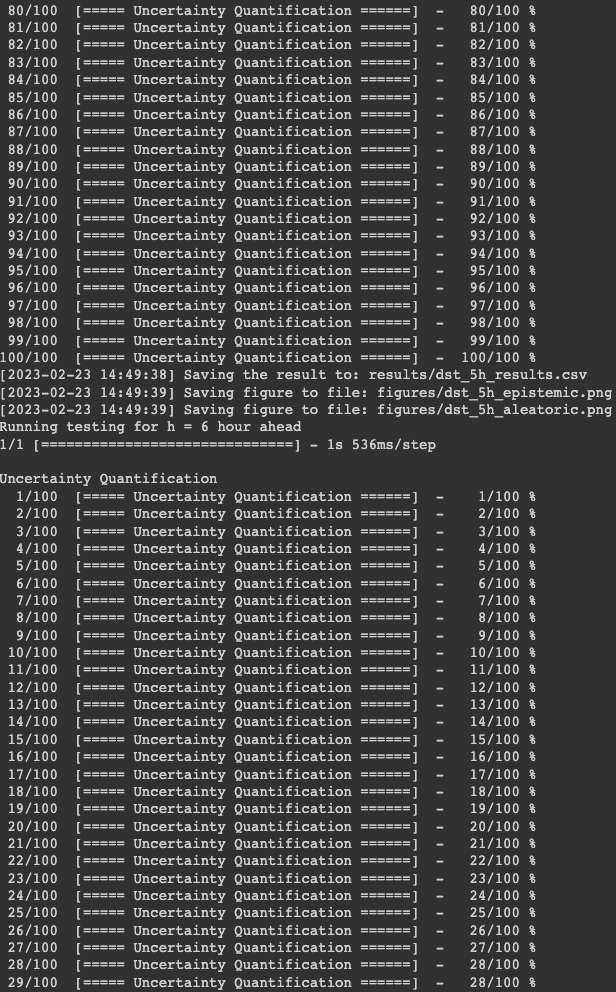 80/100 [===== Uncertainty Quantification ======] - 80/100 %
81/100 [===== Uncertainty Quantification ======] - 81/100 %
82/100 [===== Uncertainty Quantification ======] - 82/100 %
83/100 [===== Uncertainty Quantification ======] - 83/100 %
84/100 [===== Uncertainty Quantification ======] - 84/100 %
85/100 [===== Uncertainty Quantification ======] - 85/100 %
86/100 [===== Uncertainty Quantification ======] - 86/100 %
87/100 [===== Uncertainty Quantification ======] - 87/100 %
88/100 [===== Uncertainty Quantification ======] - 88/100 %
89/100 [===== Uncertainty Quantification ======] - 89/100 %
90/100 [===== Uncertainty Quantification ======] - 90/100 %
91/100 [===== Uncertainty Quantification ======] - 91/100 %
92/100 [===== Uncertainty Quantification ======] - 92/100 %
93/100 [===== Uncertainty Quantification ======] - 93/100 %
94/100 [===== Uncertainty Quantification ======] - 94/100 %
95/100 [===== Uncertainty Quantification ======] - 95/100 %
96/100 [===== Uncertainty Quantification ======] - 96/100 %
97/100 [===== Uncertainty Quantification ======] - 97/100 %
98/100 [===== Uncertainty Quantification ======] - 98/100 %
99/100 [===== Uncertainty Quantification ======] - 99/100 %
100/100 [===== Uncertainty Quantification ======] - 100/100 %
[2023-02-23 14:49:38] Saving the result to: results/dst_5h_results.csv
[2023-02-23 14:49:39] Saving figure to file: figures/dst_5h_epistemic.png
[2023-02-23 14:49:39] Saving figure to file: figures/dst_5h_aleatoric.png
Running testing for h = 6 hour ahead
1/1 [==============================] - 1s 536ms/step
Uncertainty Quantification
1/100 [===== Uncertainty Quantification ======] - 1/100 %
2/100 [===== Uncertainty Quantification ======] - 2/100 %
3/100 [===== Uncertainty Quantification ======] - 3/100 %
4/100 [===== Uncertainty Quantification ======] - 4/100 %
5/100 [===== Uncertainty Quantification ======] - 5/100 %
6/100 [===== Uncertainty Quantification ======] - 6/100 %
7/100 [===== Uncertainty Quantification ======] - 7/100 %
8/100 [===== Uncertainty Quantification ======] - 8/100 %
9/100 [===== Uncertainty Quantification ======] - 9/100 %
10/100 [===== Uncertainty Quantification ======] - 10/100 %
11/100 [===== Uncertainty Quantification ======] - 11/100 %
12/100 [===== Uncertainty Quantification ======] - 12/100 %
13/100 [===== Uncertainty Quantification ======] - 13/100 %
14/100 [===== Uncertainty Quantification ======] - 14/100 %
15/100 [===== Uncertainty Quantification ======] - 15/100 %
16/100 [===== Uncertainty Quantification ======] - 16/100 %
17/100 [===== Uncertainty Quantification ======] - 17/100 %
18/100 [===== Uncertainty Quantification ======] - 18/100 %
19/100 [===== Uncertainty Quantification ======] - 19/100 %
20/100 [===== Uncertainty Quantification ======] - 20/100 %
21/100 [===== Uncertainty Quantification ======] - 21/100 %
22/100 [===== Uncertainty Quantification ======] - 22/100 %
23/100 [===== Uncertainty Quantification ======] - 23/100 %
24/100 [===== Uncertainty Quantification ======] - 24/100 %
25/100 [===== Uncertainty Quantification ======] - 25/100 %
26/100 [===== Uncertainty Quantification ======] - 26/100 %
27/100 [===== Uncertainty Quantification ======] - 27/100 %
28/100 [===== Uncertainty Quantification ======] - 28/100 %
29/100 [===== Uncertainty Quantification ======] - 28/100 %